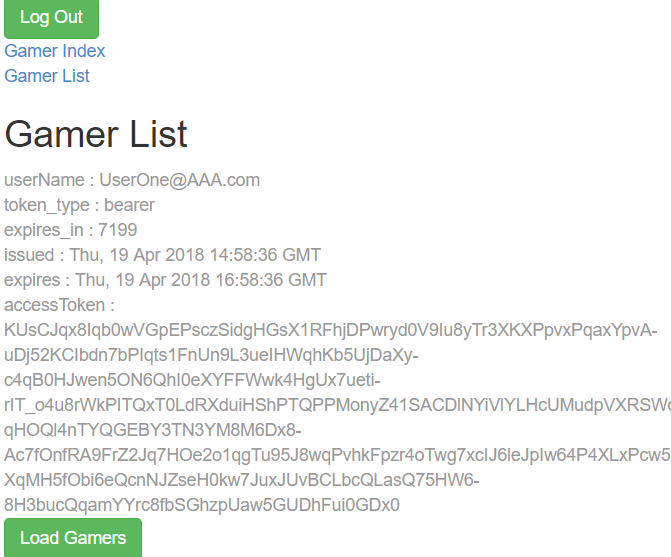 Log Out
Gamer Index
Gamer List
Gamer List
userName : UserOne@AAA.com
token_type : bearer
expires_in : 7199
issued : Thu, 19 Apr 2018 14:58:36 GMT
expires : Thu, 19 Apr 2018 16:58:36 GMT
accessToken :
KUsCJqx8Iqb0wVGpEPsczSidgHGsX1RFhjDPwryd0V9lu8yTr3XKXPpvxPqaxYpvA-
uDj52KCIbdn7bPIqts1FnUn9L3ueIHWqhKb5UjDaXy-
c4qB0HJwen5ON6QhI0eXYFFWwk4HgUx7ueti-
rIT_o4u8rWkPITQxT0LdRXduiHShPTQPPMonyZ41SACDlNYiVlYLHcUMudpVXRSW
qHOQl4nTYQGEBY3TN3YM8M6Dx8-
Ac7fOnfRA9FrZ2Jq7HOe2o1qgTu95J8wqPvhkFpzr4oTwg7xcIJ6leJpIw64P4XLxPcw5
XqMH5fObi6eQcnNJZseH0kw7JuxJUvBCLbcQLasQ75HW6-
8H3bucQqamYYrc8fbSGhzpUaw5GUDhFui0GDx0
Load Gamers